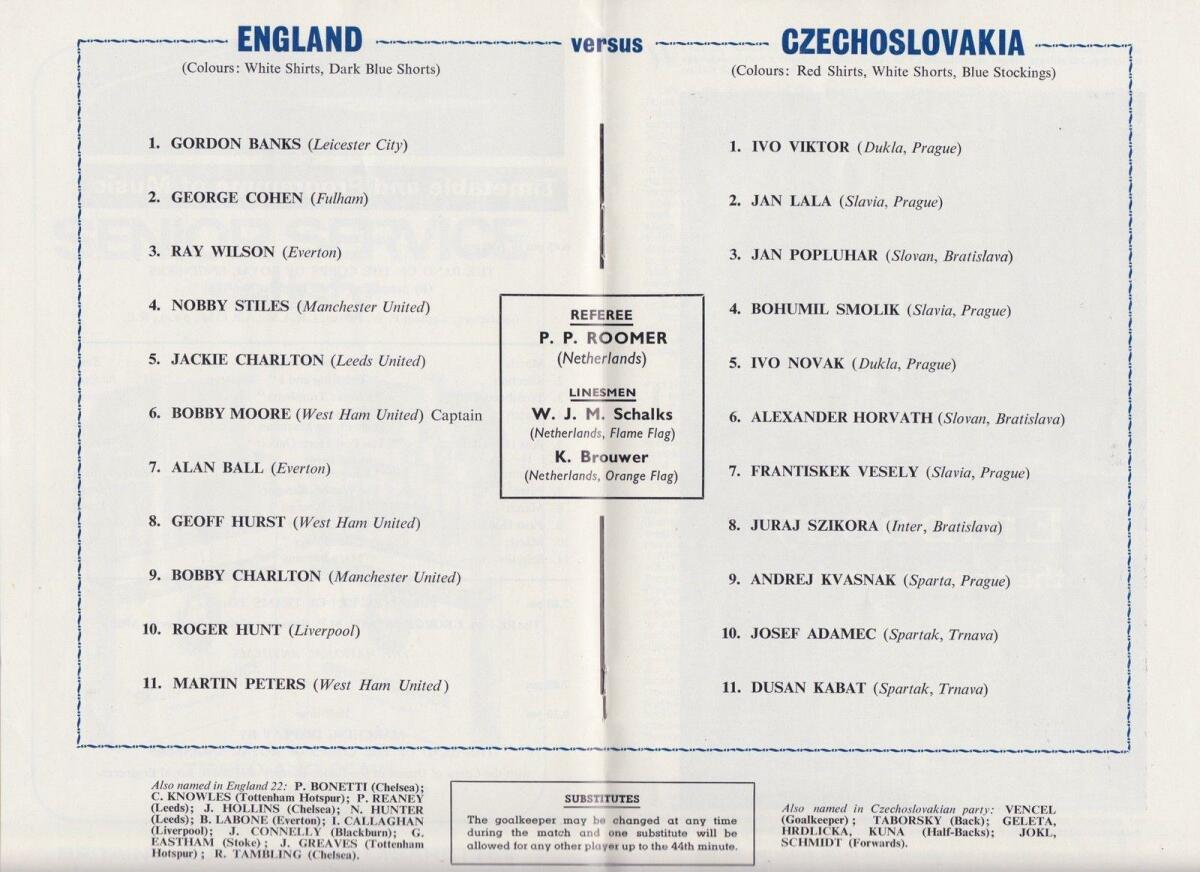 ENGLAND versus CZECHOSLOVAKIA
(Colours: White Shirts, Dark Blue Shorts)
(Colours: Red Shirts, White Shorts, Blue Stockings)
1. GORDON BANKS (Leicester City)
2. GEORGE COHEN (Fulham)
3. RAY WILSON (Everton)
4. NOBBY STILES (Manchester United)
5. JACKIE CHARLTON (Leeds United)
6. BOBBY MOORE (West Ham United) Captain
7. ALAN BALL (Everton)
8. GEOFF HURST (West Ham United)
9. BOBBY CHARLTON (Manchester United)
10. ROGER HUNT (Liverpool)
11. MARTIN PETERS (West Ham United)
REFEREE
P. P. ROOMER
(Netherlands)
LINESMEN
W. J. M. Schalks
(Netherlands, Flame Flag)
K. Brouwer
(Netherlands, Orange Flag)
1. IVO VIKTOR (Dukla, Prague)
2. JAN LALA (Slavia, Prague)
3. JAN POPLUHAR (Slovan, Bratislava)
4. BOHUMIL SMOLIK (Slavia, Prague)
5. IVO NOVAK (Dukla, Prague)
6. ALEXANDER HORVATH (Slovan, Bratislava)
7. FRANTISKEK VESELY (Slavia, Prague)
8. JURAJ SZIKORA (Inter, Bratislava)
9. ANDREJ KVASNAK (Sparta, Prague)
10. JOSEF ADAMEC (Spartak, Trnava)
11. DUSAN KABAT (Spartak, Trnava)
Also named in England 22: P. BONETTI (Chelsea);
C. KNOWLES (Tottenham Hotspur); P. REANEY
(Leeds); J. HOLLINS (Chelsea); N. HUNTER
(Leeds); B. LABONE (Everton); I. CALLAGHAN
(Liverpool); J. CONNELLY (Blackburn); G.
EASTHAM (Stoke); J. GREAVES (Tottenham
Hotspur); R. TAMBLING (Chelsea).
SUBSTITUTES
The goalkeeper may be changed at any time
during the match and one substitute will be
allowed for any other player up to the 44th minute.
Also named in Czechoslovakian party: VENCEL
(Goalkeeper); TABORSKY (Back); GELETA,
HRDLICKA, KUNA (Half-Backs); JOKL,
SCHMIDT (Forwards).